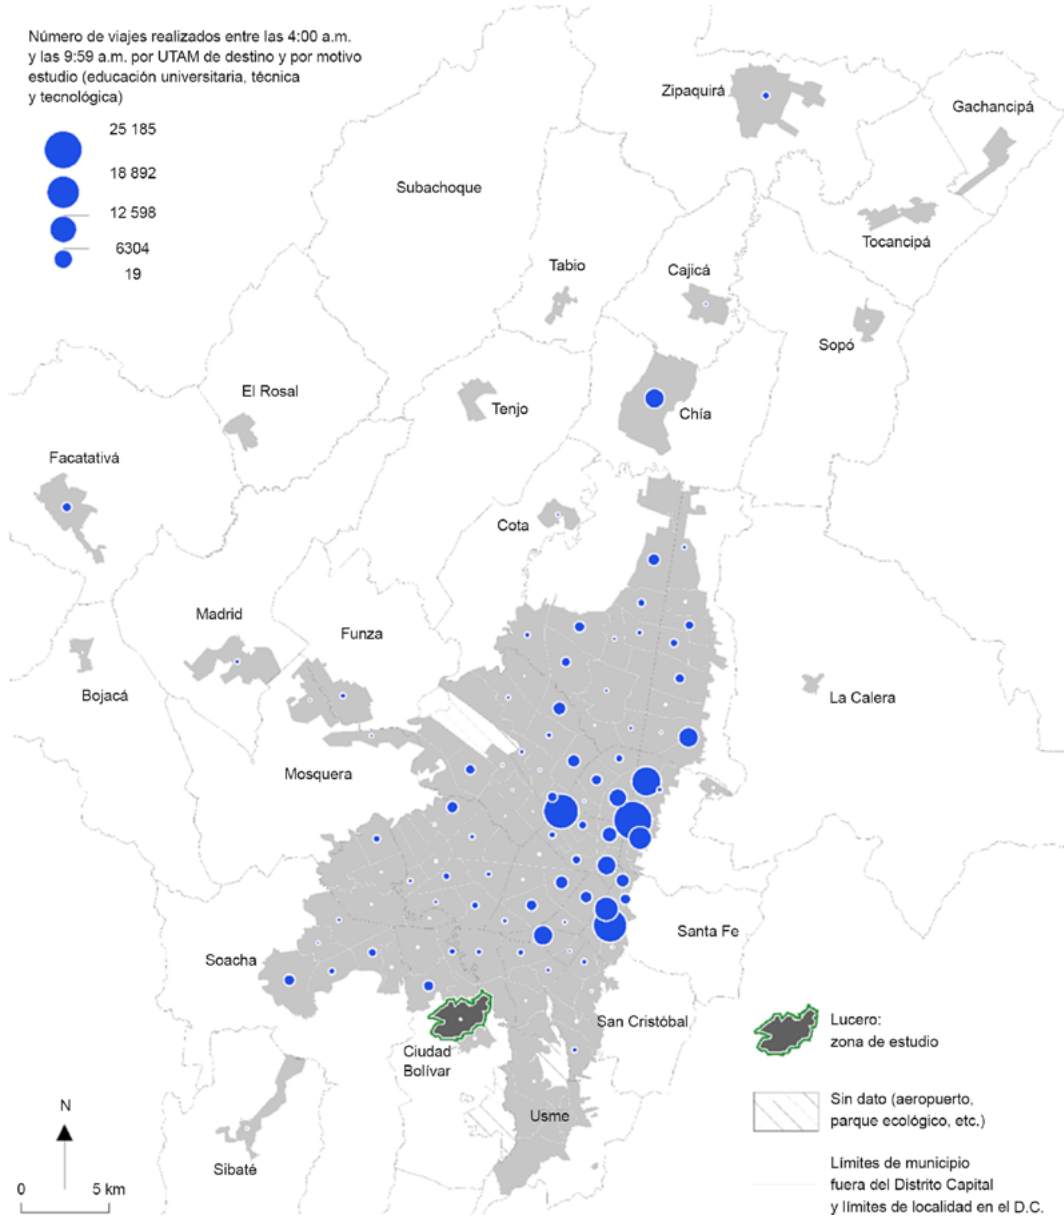 Número de viajes realizados entre las 4:00 a.m.
y las 9:59 a.m. por UTAM de destino y por motivo
estudio (educación universitaria, técnica
y tecnológica)
25 185
18 892
12 598
6304
19
Zipaquirá
Gachancipá
Subachoque
Tocancipá
Tabio
Cajicá
Sopó
El Rosal
Tenjo
Chía
Facatativá
Cota
Madrid
Funza
Bojacá
La Calera
Mosquera
Santa Fe
Soacha
San Cristóbal
Ciudad
Bolívar
Usme
Sibaté
N
0 5 km
Lucero:
zona de estudio
Sin dato (aeropuerto,
parque ecológico, etc.)
Límites de municipio
fuera del Distrito Capital
y límites de localidad en el D.C.